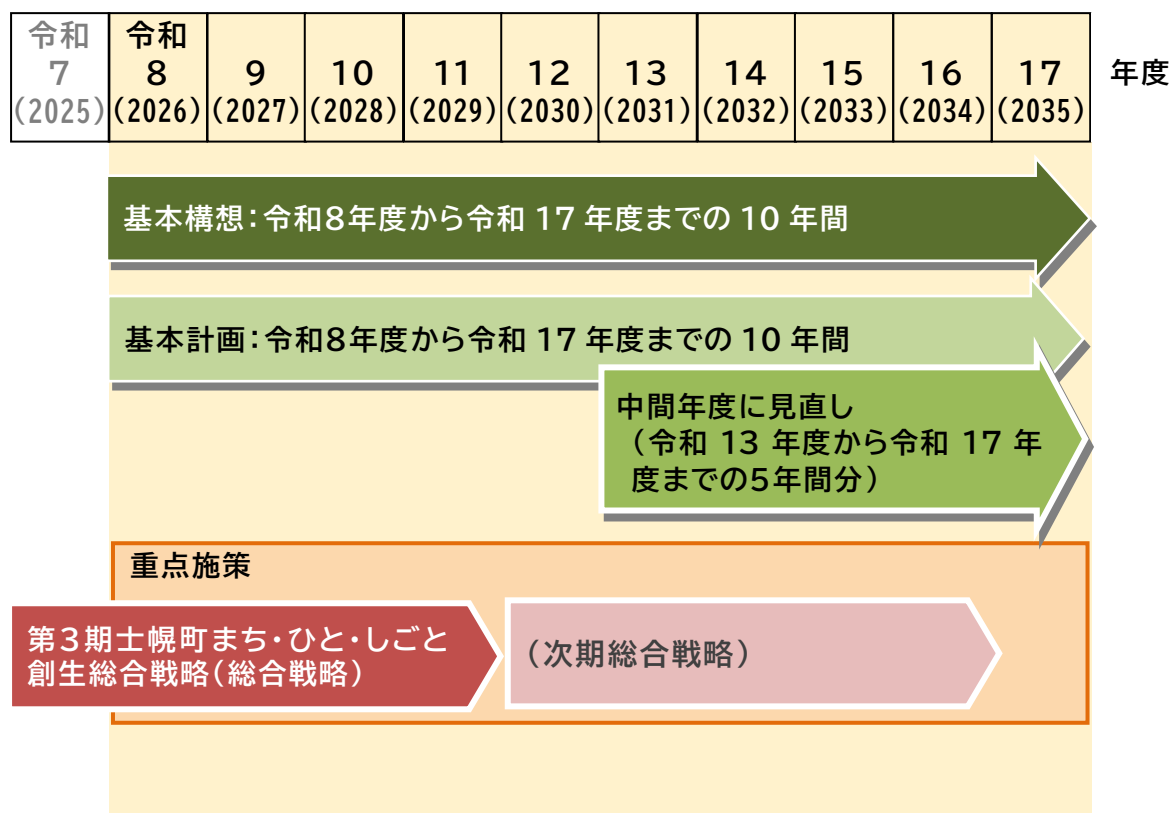 令和 令和
7 8 9 10 11 12 13 14 15 16 17 年度
(2025) (2026) (2027) (2028) (2029) (2030) (2031) (2032) (2033) (2034) (2035)
基本構想：令和８年度から令和 17 年度までの 10 年間
基本計画：令和８年度から令和 17 年度までの 10 年間
中間年度に見直し
（令和 13 年度から令和 17 年
度までの５年間分）
重点施策
第３期士幌町まち・ひと・しごと
創生総合戦略（総合戦略）
（次期総合戦略）